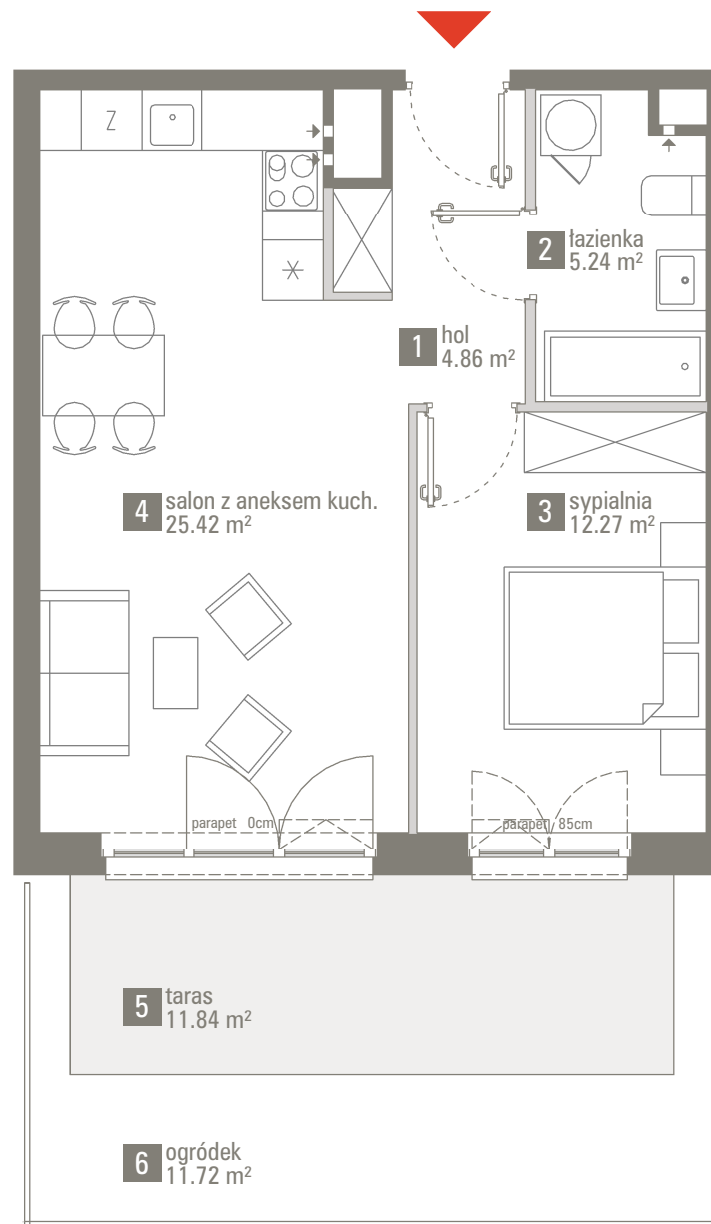 Z
2 łazienka
5.24 m²
1 hol
4.86 m²
4 salon z aneksem kuch.
25.42 m²
3 sypialnia
12.27 m²
parapet 0cm
parapet 85cm
5 taras
11.84 m²
6 ogródek
11.72 m²